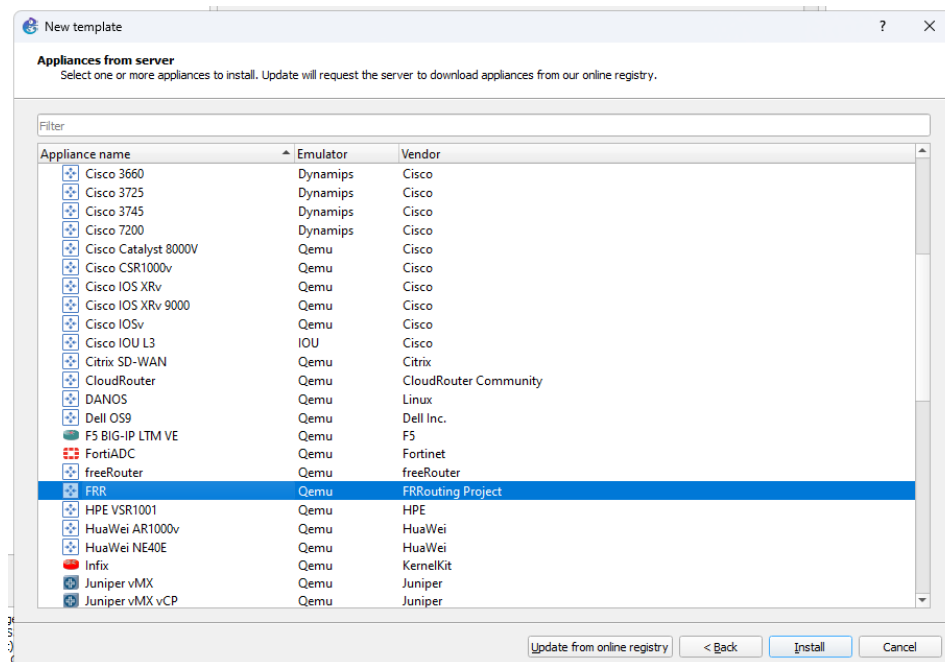 New template
?
Appliances from server
Select one or more appliances to install. Update will request the server to download appliances from our online registry.
Filter
Appliance name Emulator Vendor
Cisco 3660 Dynamips Cisco
Cisco 3725 Dynamips Cisco
Cisco 3745 Dynamips Cisco
Cisco 7200 Dynamips Cisco
Cisco Catalyst 8000V Qemu Cisco
Cisco CSR1000v Qemu Cisco
Cisco IOS XRv Qemu Cisco
Cisco IOS XRv 9000 Qemu Cisco
Cisco IOSv Qemu Cisco
Cisco IOU L3 IOU Cisco
Citrix SD-WAN Qemu Citrix
CloudRouter Qemu CloudRouter Community
DANOS Qemu Linux
Dell OS9 Qemu Dell Inc.
F5 BIG-IP LTM VE Qemu F5
FortiADC Qemu Fortinet
freeRouter Qemu freeRouter
FRR Qemu FRRouting Project
HPE VSR1001 Qemu HPE
HuaWei AR1000v Qemu HuaWei
HuaWei NE40E Qemu HuaWei
Infix Qemu KernelKit
Juniper vMX Qemu Juniper
Juniper vMX vCP Qemu Juniper
Update from online registry < Back Install Cancel